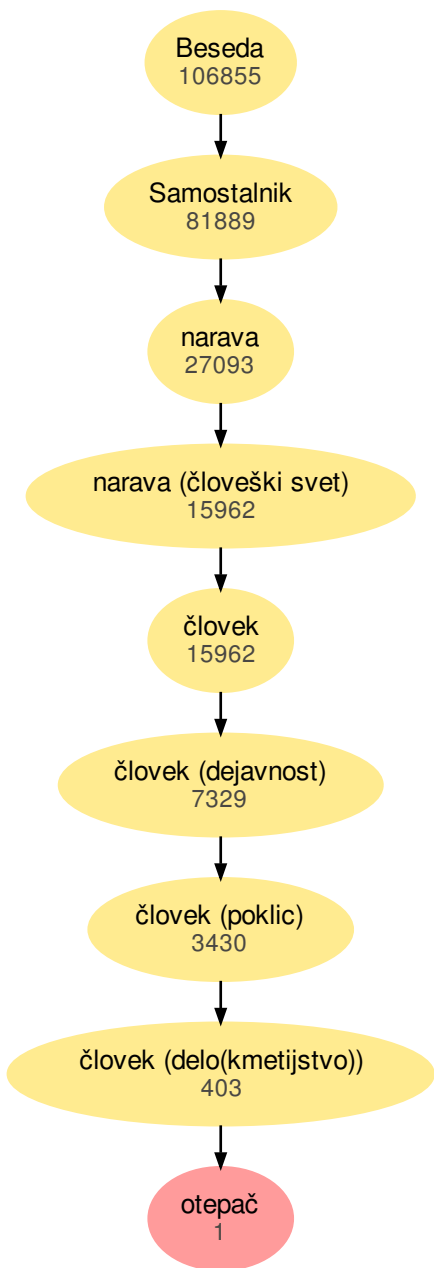 Beseda
106855
Samostalnik
81889
narava
27093
narava (človeški svet)
15962
človek
15962
človek (dejavnost)
7329
človek (poklic)
3430
človek (delo(kmetijstvo))
403
otepač
1